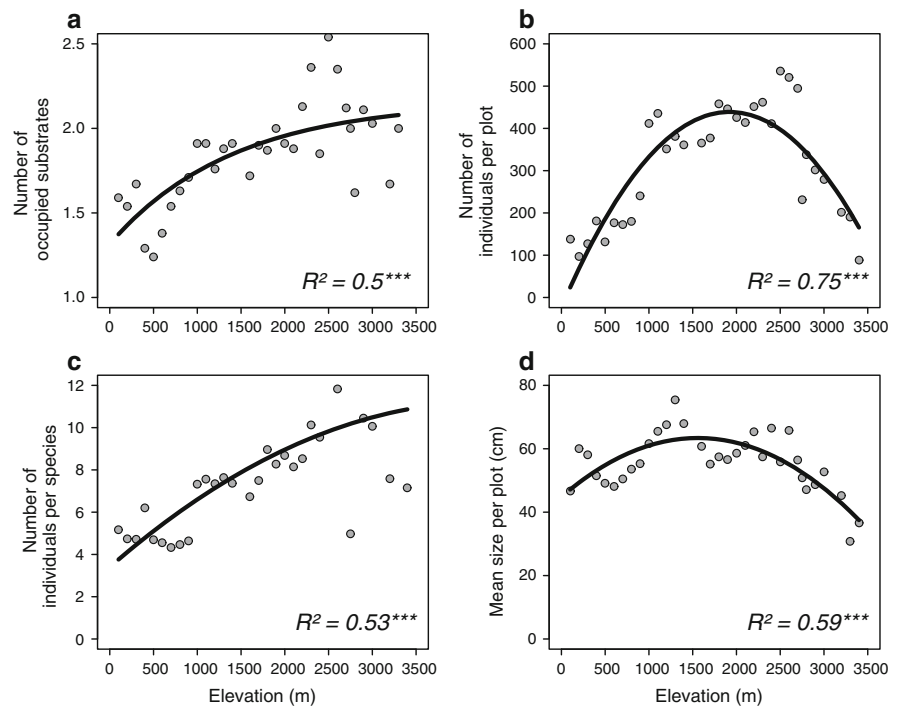 a
Number of
occupied substrates
2.5
2.0
1.5
1.0
R² = 0.5***
0 500 1000 1500 2000 2500 3000 3500
b
Number of
individuals per plot
600
500
400
300
200
100
0
R² = 0.75***
0 500 1000 1500 2000 2500 3000 3500
c
Number of
individuals per species
12
10
8
6
4
2
0
R² = 0.53***
0 500 1000 1500 2000 2500 3000 3500
Elevation (m)
d
Mean size per plot (cm)
80
60
40
20
0
R² = 0.59***
0 500 1000 1500 2000 2500 3000 3500
Elevation (m)